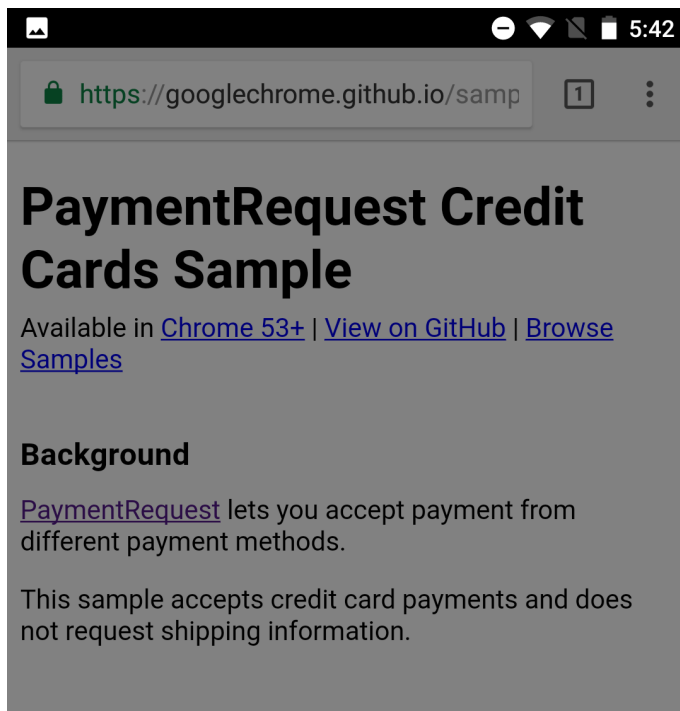 5:42
https://googlechrome.github.io/samp
1
PaymentRequest Credit
Cards Sample
Available in Chrome 53+ | View on GitHub | Browse
Samples
Background
PaymentRequest lets you accept payment from
different payment methods.
This sample accepts credit card payments and does
not request shipping information.